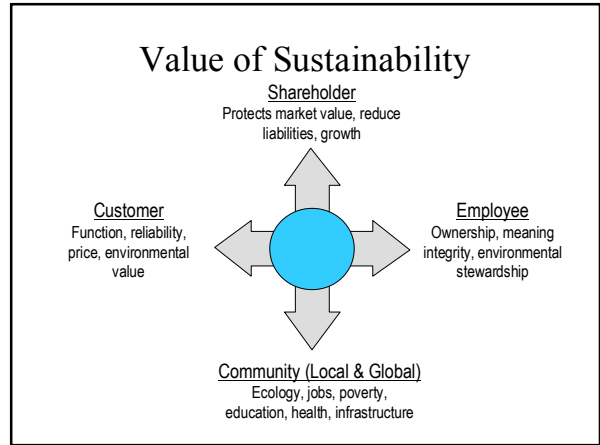 Value of Sustainability
Shareholder
Protects market value, reduce
liabilities, growth
Customer
Function, reliability,
price, environmental
value
Employee
Ownership, meaning
integrity, environmental
stewardship
Community (Local & Global)
Ecology, jobs, poverty,
education, health, infrastructure